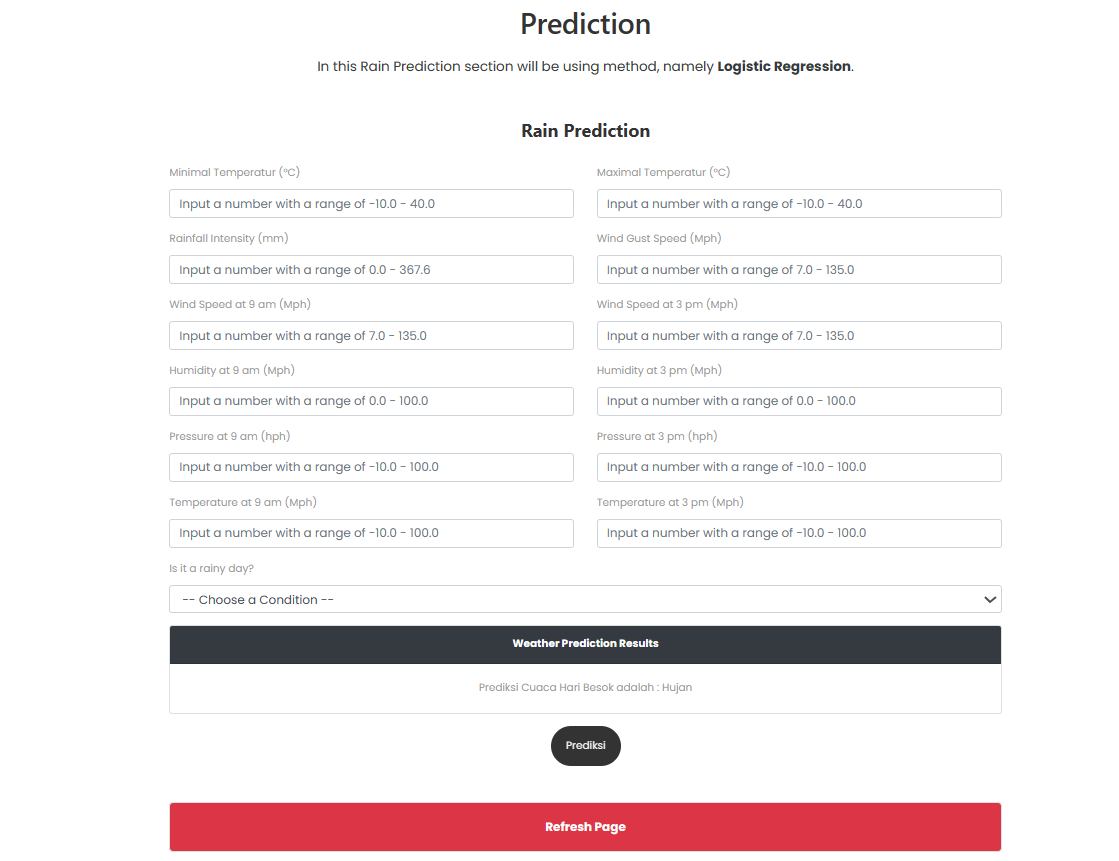 Prediction
In this Rain Prediction section will be using method, namely Logistic Regression.
Rain Prediction
Minimal Temperatur (°C)
Maximal Temperatur (°C)
Input a number with a range of -10.0 - 40.0
Input a number with a range of -10.0 - 40.0
Rainfall Intensity (mm)
Wind Gust Speed (Mph)
Input a number with a range of 0.0 - 367.6
Input a number with a range of 7.0 - 135.0
Wind Speed at 9 am (Mph)
Wind Speed at 3 pm (Mph)
Input a number with a range of 7.0 - 135.0
Input a number with a range of 7.0 - 135.0
Humidity at 9 am (Mph)
Humidity at 3 pm (Mph)
Input a number with a range of 0.0 - 100.0
Input a number with a range of 0.0 - 100.0
Pressure at 9 am (hph)
Pressure at 3 pm (hph)
Input a number with a range of -10.0 - 100.0
Input a number with a range of -10.0 - 100.0
Temperature at 9 am (Mph)
Temperature at 3 pm (Mph)
Input a number with a range of -10.0 - 100.0
Input a number with a range of -10.0 - 100.0
Is it a rainy day?
-- Choose a Condition --
Weather Prediction Results
Prediksi Cuaca Hari Besok adalah : Hujan
Prediksi
Refresh Page